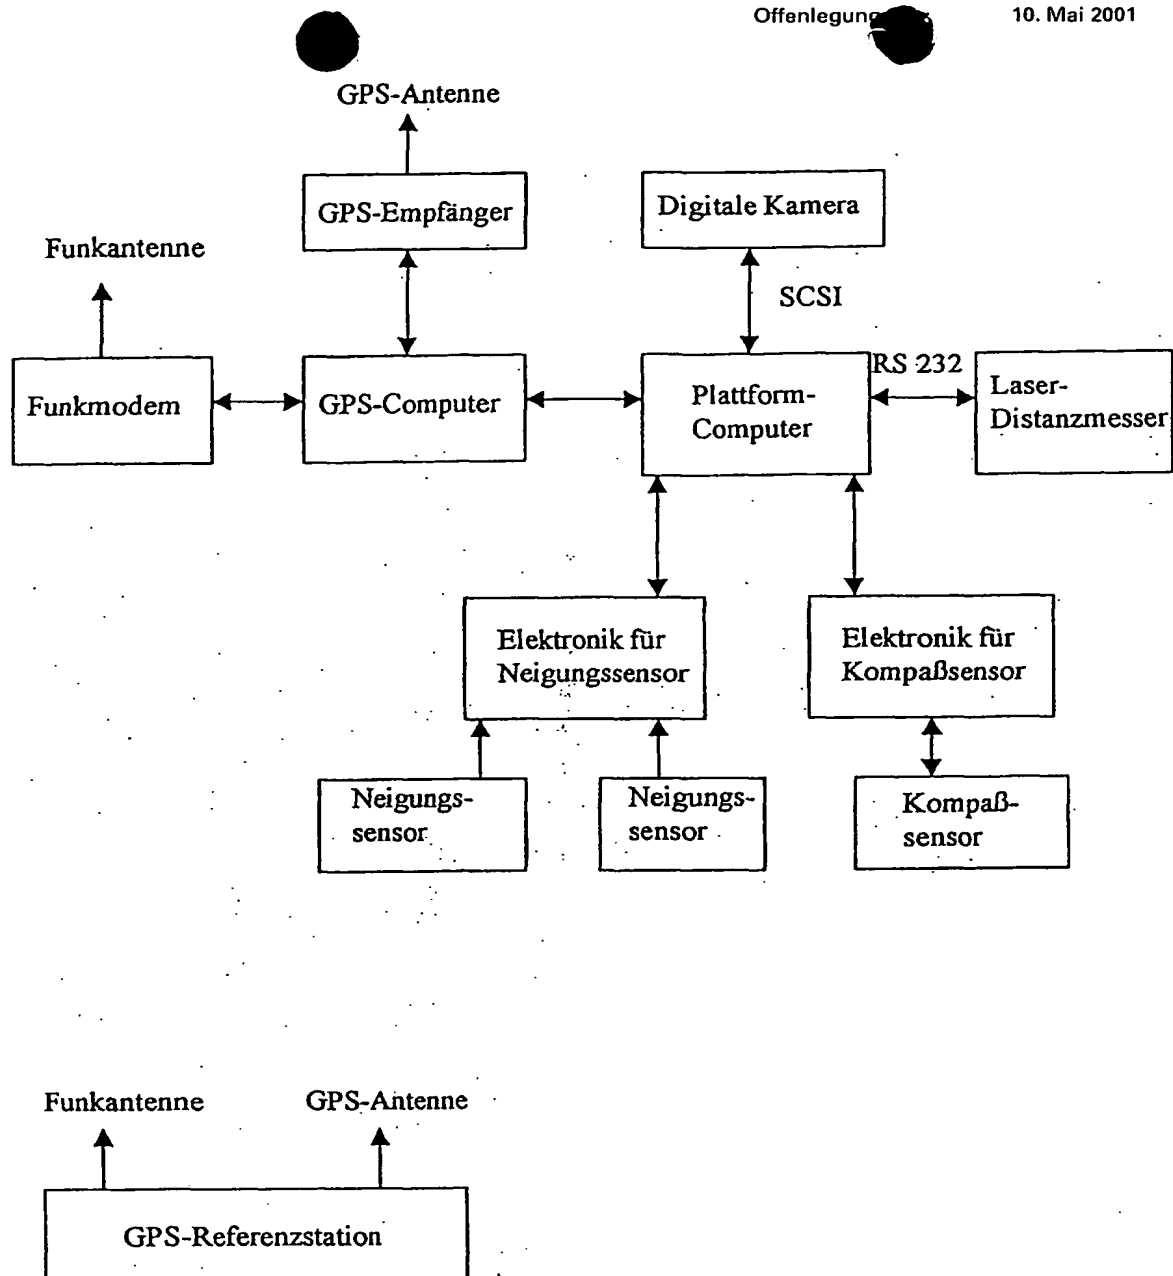 10. Mai 2001
GPS-Antenne
GPS-Empfänger
Digitale Kamera
Funkantenne
SCSI
Funkmodem
GPS-Computer
Plattform-
Computer
RS 232
Laser-
Distanzmesser
Elektronik für
Neigungssensor
Elektronik für
Kompaßsensor
Neigungs-
sensor
Neigungs-
sensor
Kompaß-
sensor
Funkantenne
GPS-Antenne
GPS-Referenzstation